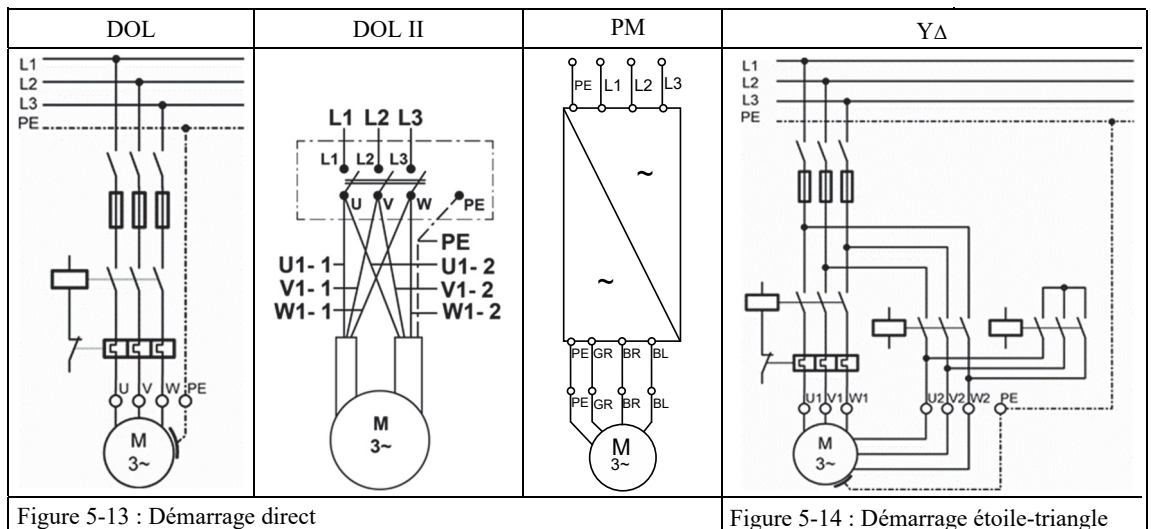 DOL
DOL II
PM
YΔ
L1
L2
L3
PE
U V W PE
M
3~
L1 L2 L3
L1 L2 L3
U V W PE
PE
U1- 1 U1- 2
V1- 1 V1- 2
W1- 1 W1- 2
M
3~
PE L1 L2 L3
~
~
PE GR BR BL
PE GR BR BL
M
3~
L1
L2
L3
PE
U1 V1 W1 U2 V2 W2 PE
M
3~
Figure 5-13 : Démarrage direct
Figure 5-14 : Démarrage étoile-triangle